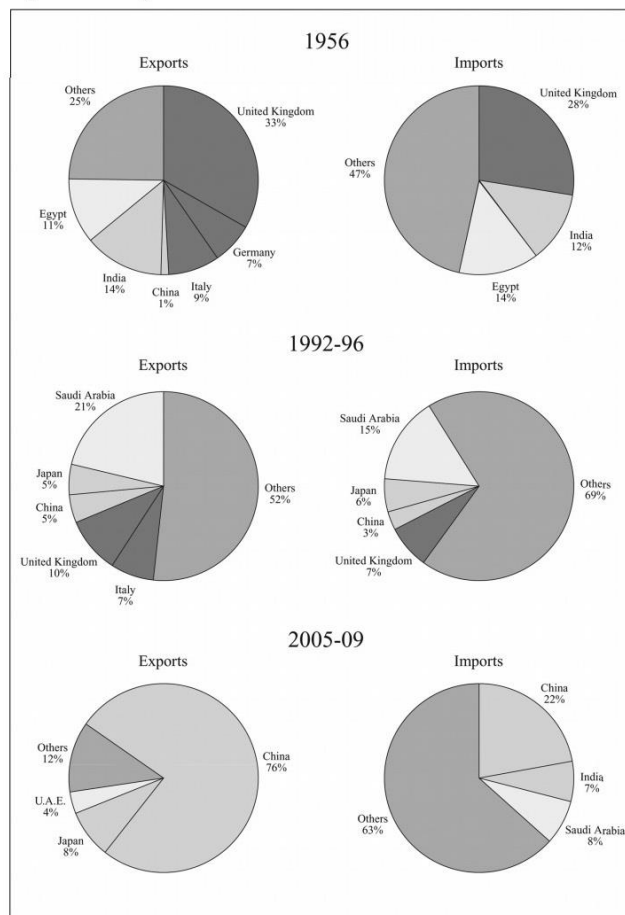 1956
Exports
Imports
Others
25%
United Kingdom
33%
Egypt
11%
India
14%
China
1%
Italy
9%
Germany
7%
United Kingdom
28%
Others
47%
India
12%
Egypt
14%
1992-96
Exports
Imports
Saudi Arabia
21%
Japan
5%
China
5%
United Kingdom
10%
Italy
7%
Others
52%
Saudi Arabia
15%
Japan
6%
China
3%
United Kingdom
7%
Others
69%
2005-09
Exports
Imports
Others
12%
U.A.E.
4%
Japan
8%
China
76%
China
22%
India
7%
Saudi Arabia
8%
Others
63%